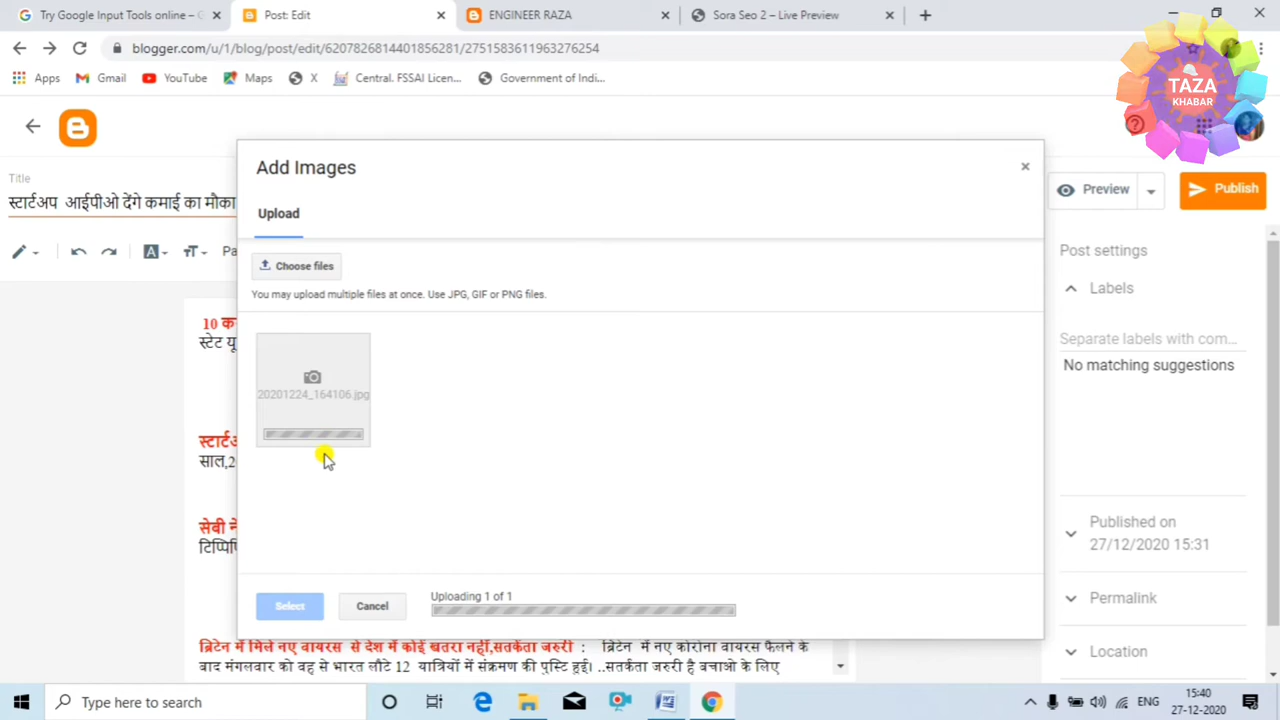 Try Google Input Tools online – G
Post: Edit
ENGINEER RAZA
Sora Seo 2 – Live Preview
blogger.com/u/1/blog/post/edit/6207826814401856281/2751583611963276254
Apps
Gmail
YouTube
Maps
X
Central. FSSAI Licen...
Government of Indi...
TAZA
KHABAR
Title
स्टार्टअप आईपीओ देंगे कमाई का मौका
Add Images
Upload
Preview
Publish
Choose files
You may upload multiple files at once. Use JPG, GIF or PNG files.
Post settings
Labels
Separate labels with com...
No matching suggestions
10 क
स्टेट यू
20201224_164106.jpg
स्टार्टअ
साल,2
सेबी ने
Published on
27/12/2020 15:31
Permalink
Location
Select
Cancel
Uploading 1 of 1
ब्रिटेन में मिले नए वायरस से देश में कोई खतरा नहीं,सतर्कता जरुरी : ब्रिटेन में नए कोरोना वायरस फैलने के
बाद मंगलवार को वह से भारत लौटे 12 यात्रियों में संक्रमण की पुस्टि हुई। ..सतर्कता जरुरी है बचाओ के लिए
Type here to search
ENG
15:40
27-12-2020